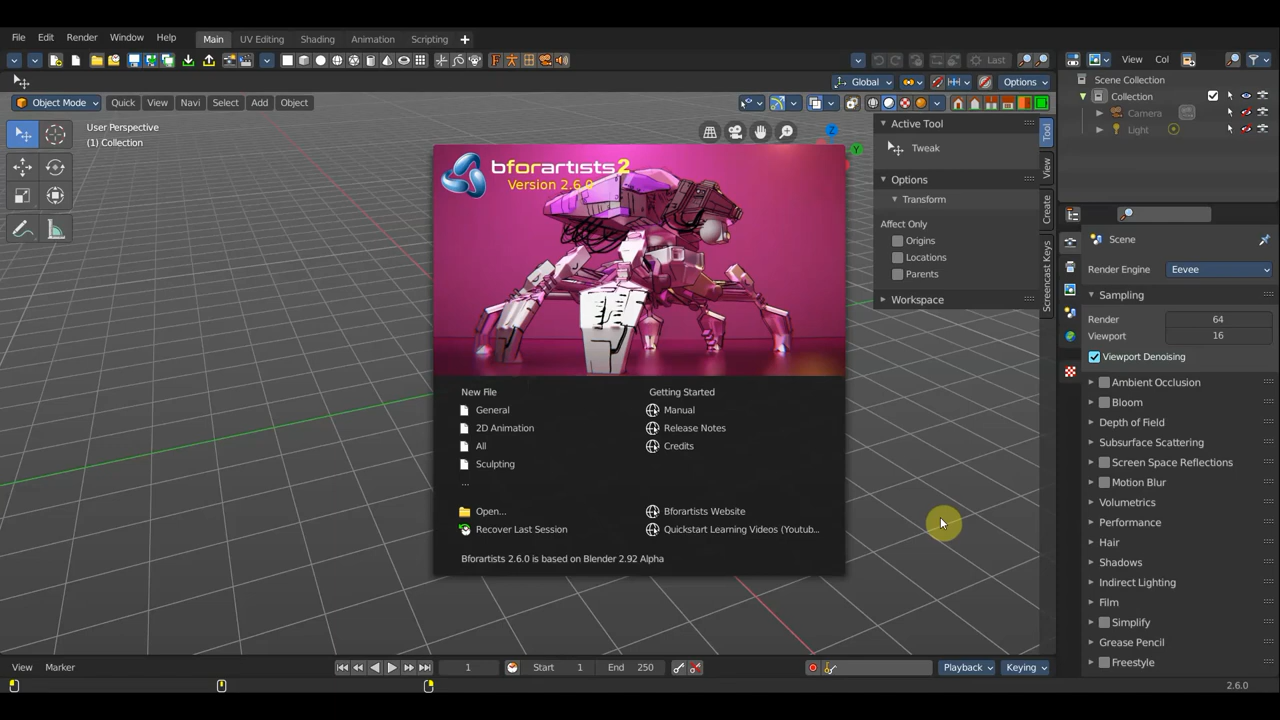 File Edit Render Window Help Main UV Editing Shading Animation Scripting
Last View Col
Global Options Scene Collection
Object Mode Quick View Navi Select Add Object Collection
User Perspective Active Tool Camera
(1) Collection Tweak Light
Tool
View
Create
Screencast Keys
Options
Transform
Affect Only
Origins
Locations
Parents
Workspace
bforartists 2
Version 2.6.0
New File
General
2D Animation
All
Sculpting
...
Open...
Recover Last Session
Getting Started
Manual
Release Notes
Credits
Bforartists Website
Quickstart Learning Videos (Youtub...
Bforartists 2.6.0 is based on Blender 2.92 Alpha
Scene
Render Engine Eevee
Sampling
Render 64
Viewport 16
Viewport Denoising
Ambient Occlusion
Bloom
Depth of Field
Subsurface Scattering
Screen Space Reflections
Motion Blur
Volumetrics
Performance
Hair
Shadows
Indirect Lighting
Film
Simplify
Grease Pencil
Freestyle
View Marker 1 Start 1 End 250 Playback Keying
2.6.0